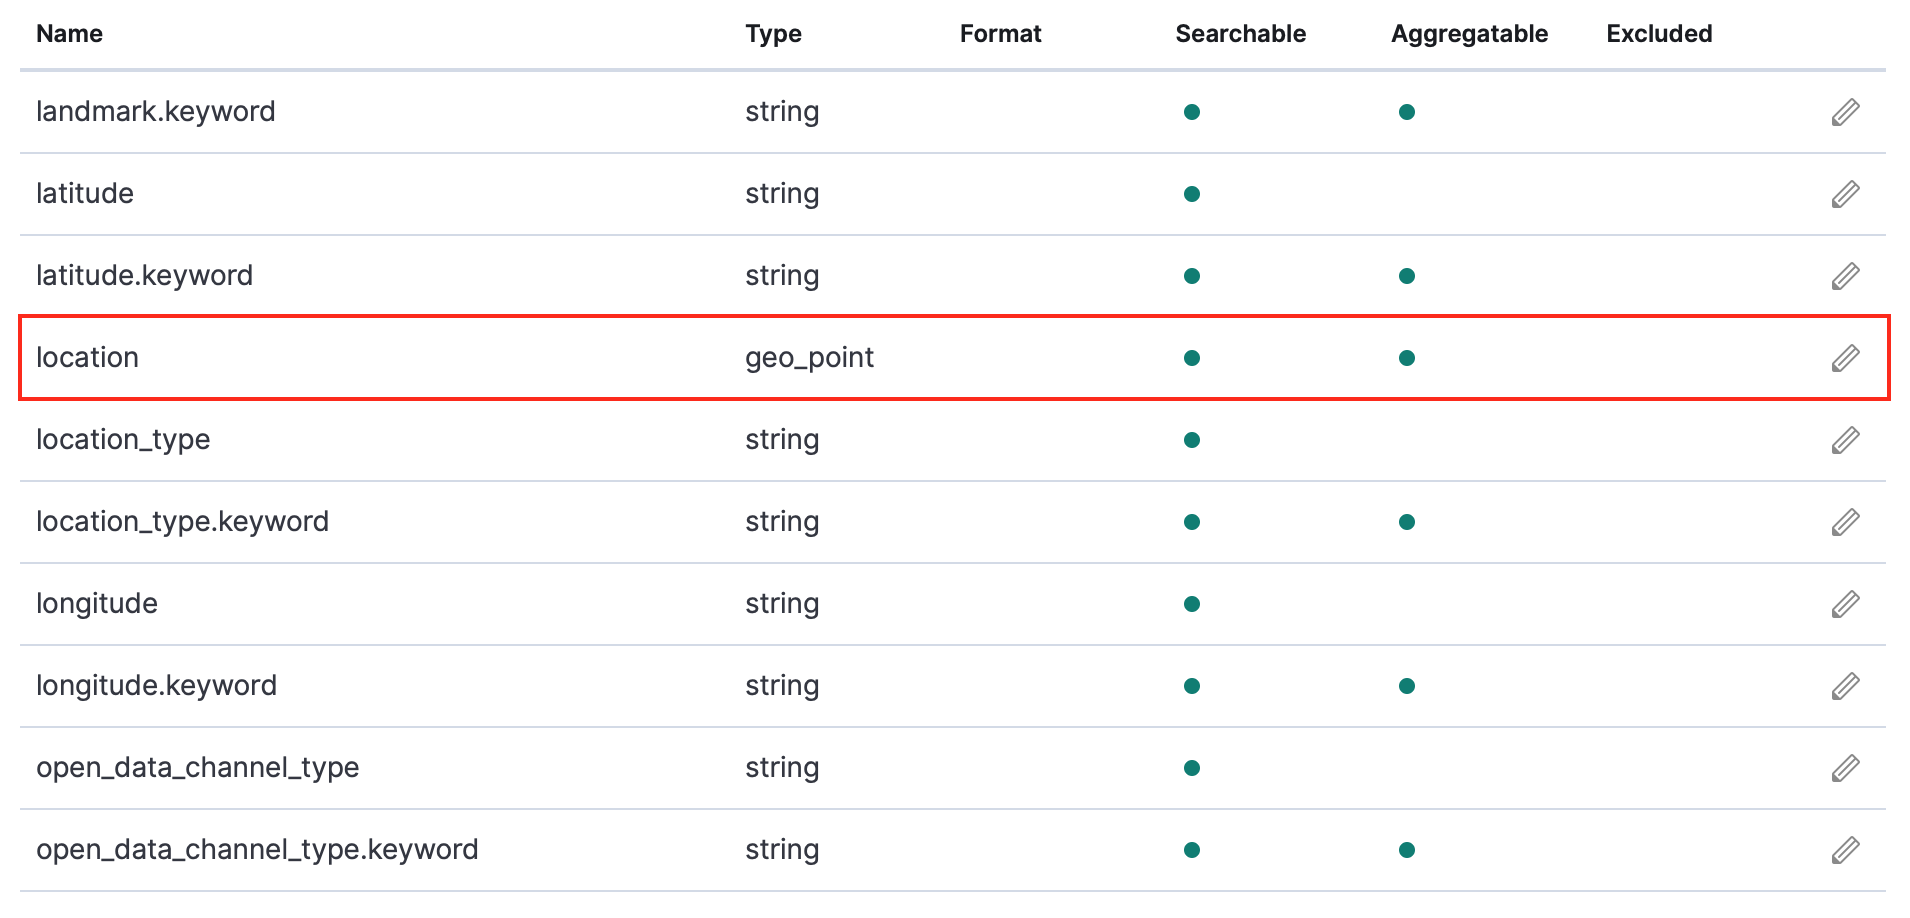 Name Type Format Searchable Aggregatable Excluded
landmark.keyword string
latitude string
latitude.keyword string
location geo_point
location_type string
location_type.keyword string
longitude string
longitude.keyword string
open_data_channel_type string
open_data_channel_type.keyword string